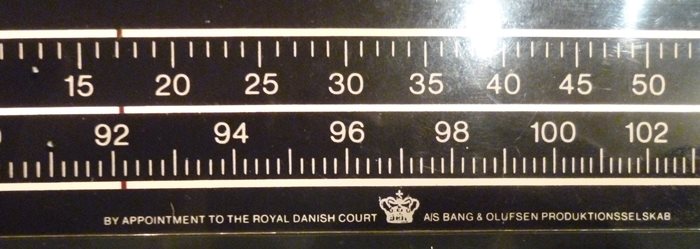 15 20 25 30 35 40 45 50
92 94 96 98 100 102
BY APPOINTMENT TO THE ROYAL DANISH COURT A/S BANG & OLUFSEN PRODUKTIONSSELSKAB